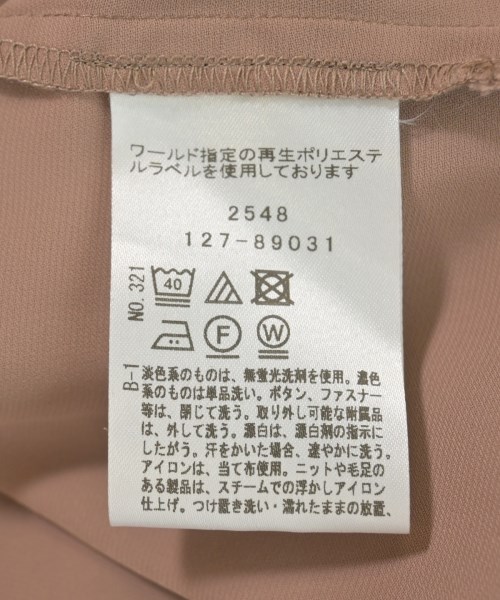 ワールド指定の再生ポリエステ
ルラベルを使用しております
2548
127-89031
NO.321
40
F
W
B-1
淡色系のものは、無蛍光洗剤を使用。濃色
系のものは単品洗い。ボタン、ファスナー
等は、閉じて洗う。取り外し可能な附属品
は、外して洗う。漂白は、漂白剤の指示に
したがう。汗をかいた場合、速やかに洗う。
アイロンは、当て布使用。ニットや毛足の
ある製品は、スチームでの浮かしアイロン
仕上げ。つけ置き洗い・濡れたままの放置、